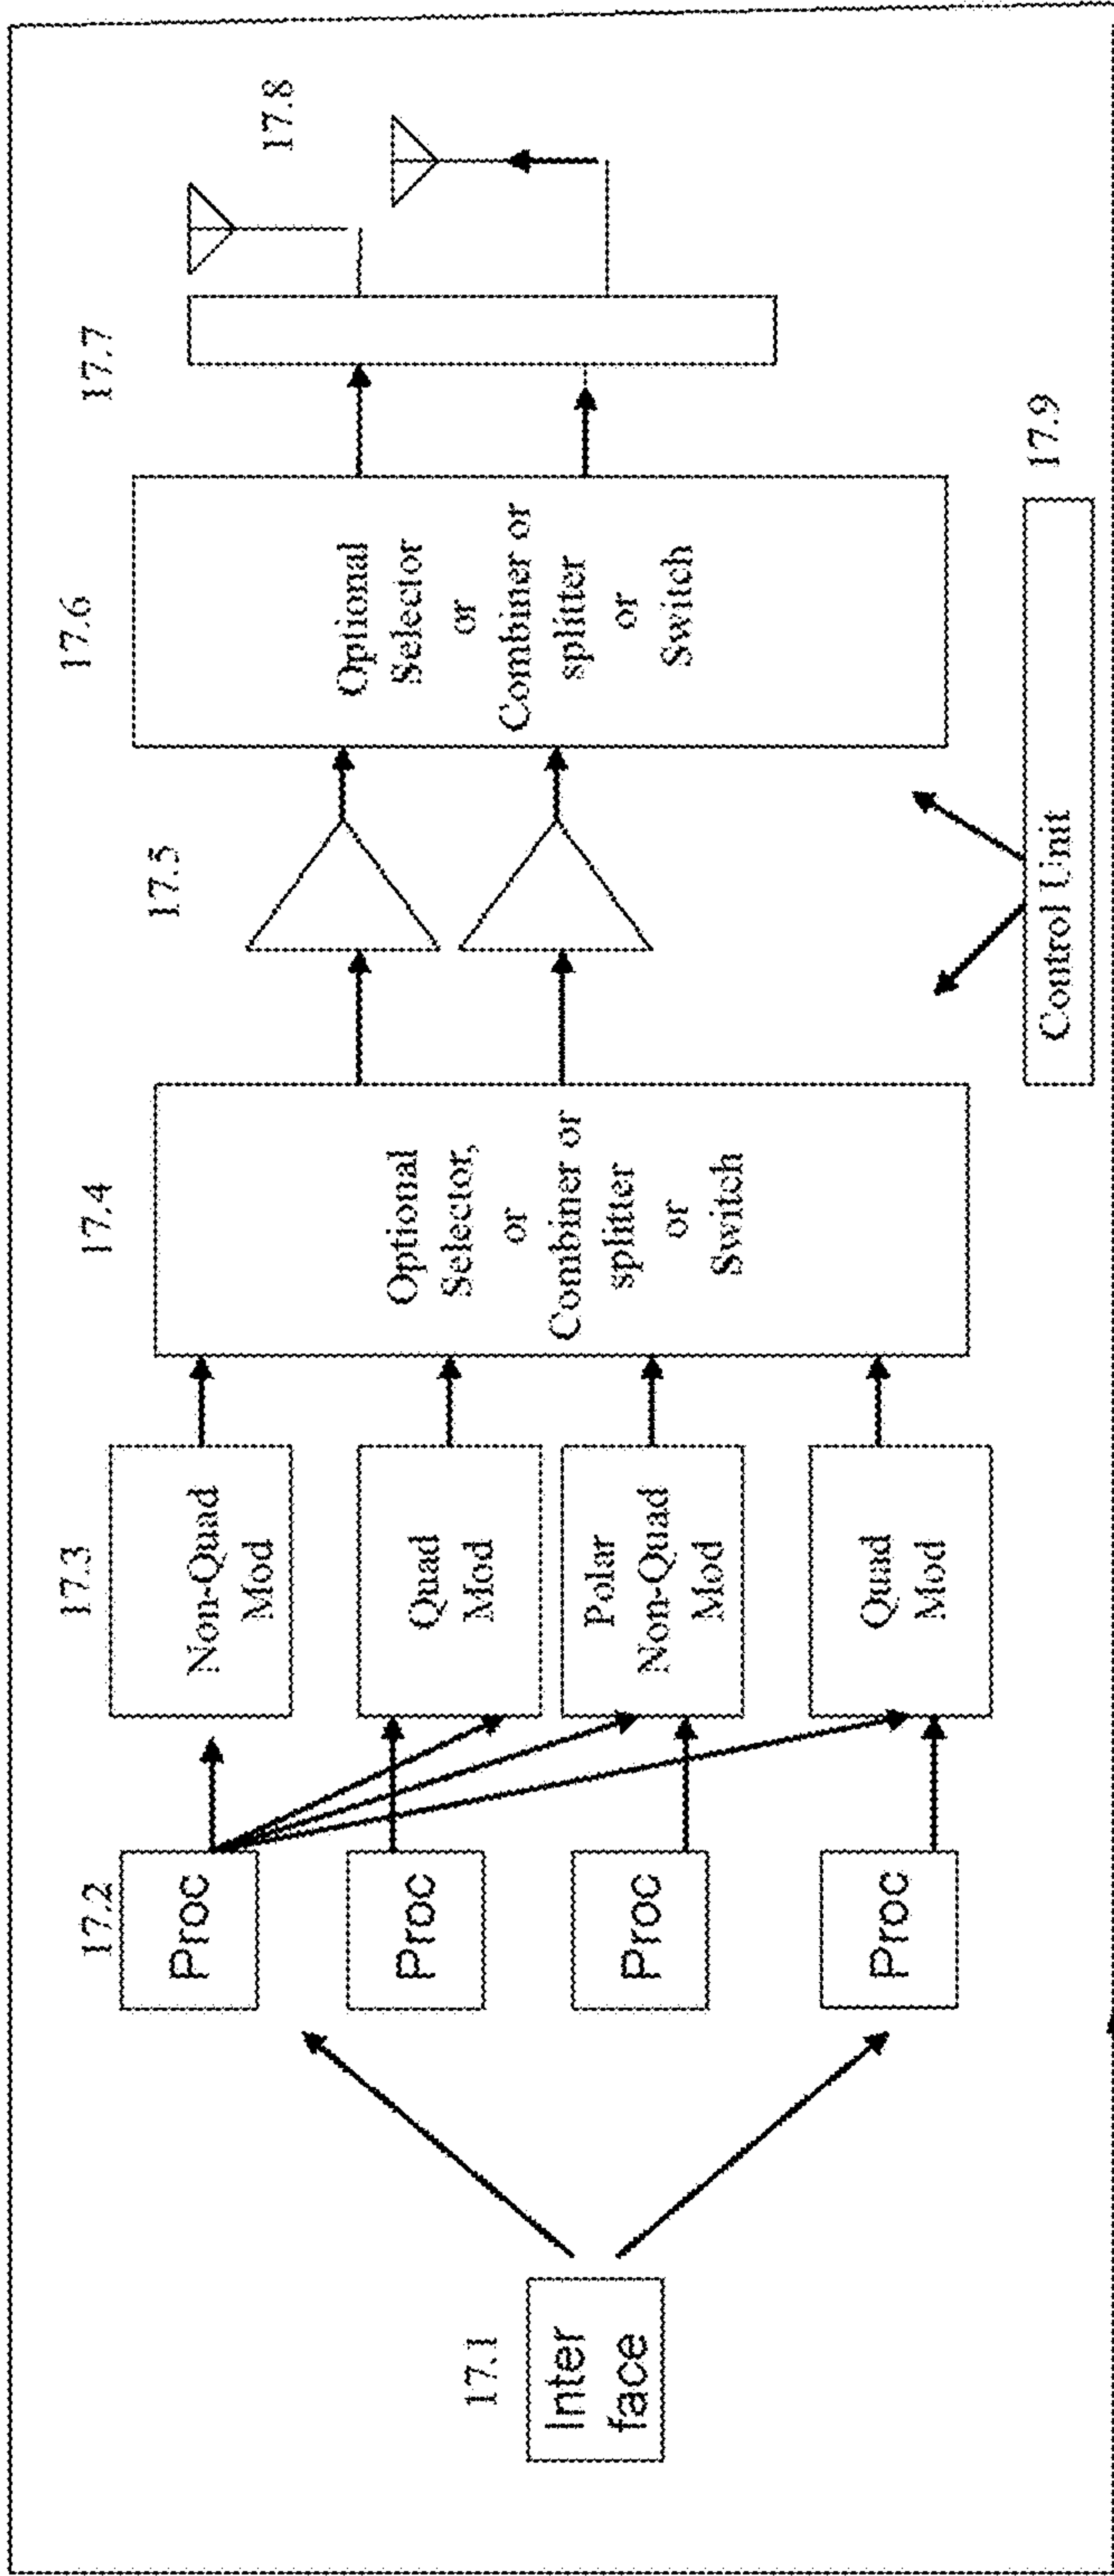 17.1
Inter
face
17.2
Proc
Proc
Proc
Proc
17.3
Non-Quad
Mod
Quad
Mod
Polar
Non-Quad
Mod
Quad
Mod
17.4
Optional
Selector,
or
Combiner or
splitter
or
Switch
17.5
17.6
Optional
Selector
or
Combiner or
splitter
or
Switch
17.7
17.8
Control Unit
17.9